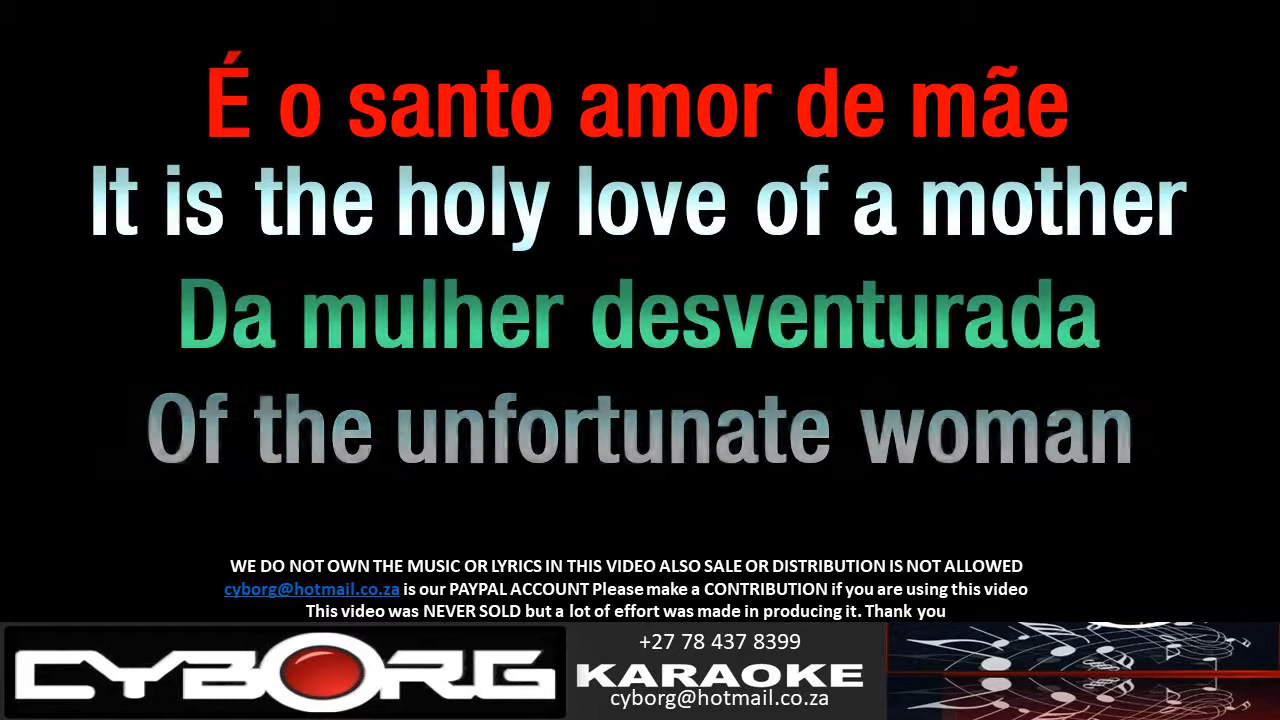 É o santo amor de mãe
It is the holy love of a mother
Da mulher desventurada
Of the unfortunate woman
WE DO NOT OWN THE MUSIC OR LYRICS IN THIS VIDEO ALSO SALE OR DISTRIBUTION IS NOT ALLOWED
cyborg@hotmail.co.za is our PAYPAL ACCOUNT Please make a CONTRIBUTION if you are using this video
This video was NEVER SOLD but a lot of effort was made in producing it. Thank you
CYBORG
+27 78 437 8399
KARAOKE
cyborg@hotmail.co.za